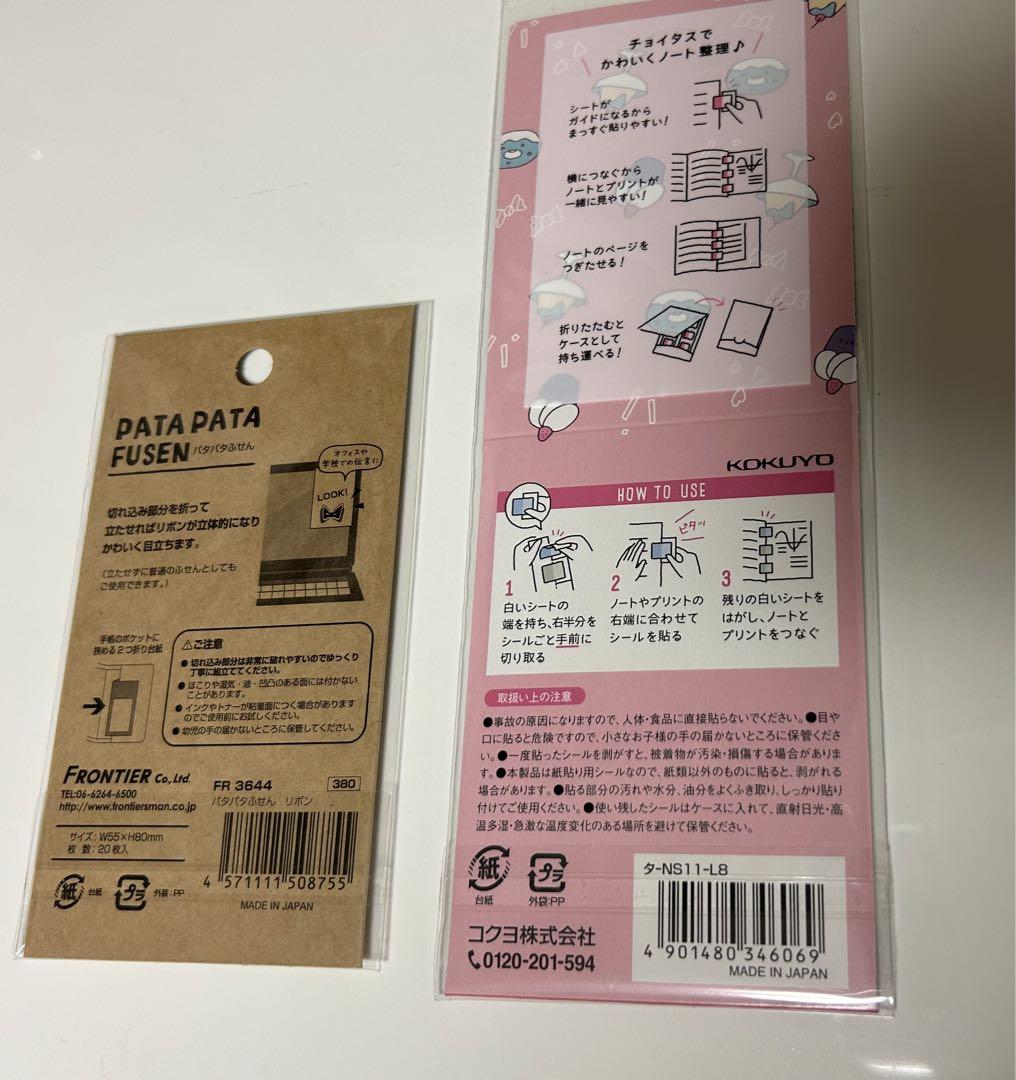 PATA PATA
FUSEN パタパタふせん
オフィスや
学校での伝言に
LOOK!
切れ込み部分を折って
立たせればリボンが立体的になり
かわいく目立ちます。
(立たせずに普通のふせんとしても
ご使用できます。)
手帳のポケットに
挟める2つ折り台紙
⚠ご注意
●切れ込み部分は非常に破れやすいのでゆっくり
丁寧に組立ててください。
●ほこりや湿気・油・凹凸のある面には付かない
ことがあります。
●インクやトナーが粘着面につく場合があります
のでご使用前にお試しください。
●幼児の手の届かないところに保管してください。
FRONTIER Co., Ltd.
TEL:06-6264-6500
http://www.frontiersman.co.jp
サイズ:W55×H80mm
枚 数:20枚入
紙 台紙 プラ 外装:PP
FR 3644 380
パタパタふせん リボン
4 571111 508755
MADE IN JAPAN
チョイタスで
かわいくノート整理♪
シートが
ガイドになるから
まっすぐ貼りやすい!
横につなぐから
ノートとプリントが
一緒に見やすい!
ノートのページを
つぎたせる!
折りたたむと
ケースとして
持ち運べる!
KOKUYO
HOW TO USE
ピタッ
1
白いシートの
端を持ち、右半分を
シールごと手前に
切り取る
2
ノートやプリントの
右端に合わせて
シールを貼る
3
残りの白いシートを
はがし、ノートと
プリントをつなぐ
取扱い上の注意
●事故の原因になりますので、人体・食品に直接貼らないでください。●目や
口に貼ると危険ですので、小さなお子様の手の届かないところに保管くださ
い。●一度貼ったシールを剥がすと、被着物が汚染・損傷する場合がありま
す。●本製品は紙貼り用シールなので、紙類以外のものに貼ると、剥がれる
場合があります。●貼る部分の汚れや水分、油分をよくふき取り、しっかり貼り
付けてご使用ください。●使い残したシールはケースに入れて、直射日光・高
温多湿・急激な温度変化のある場所を避けて保管ください。
紙 プラ
台紙 外袋:PP
コクヨ株式会社
0120-201-594
タ-NS11-L8
4 901480 346069
MADE IN JAPAN